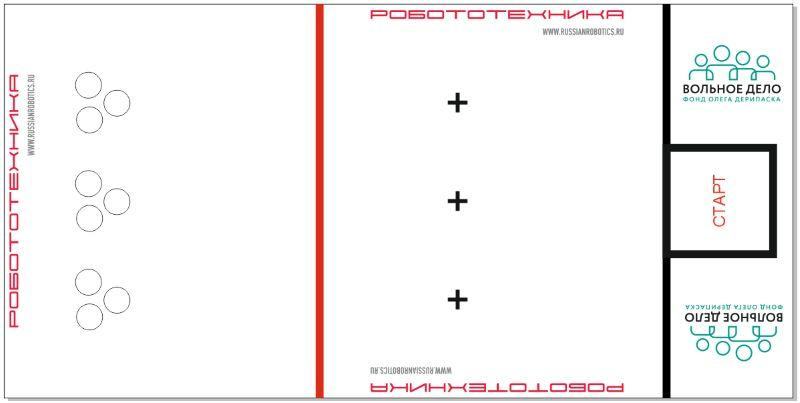 РОБОТОТЕХНИКА
WWW.RUSSIANROBOTICS.RU
РОБОТОТЕХНИКА
WWW.RUSSIANROBOTICS.RU
ВОЛЬНОЕ ДЕЛО
ФОНД ОЛЕГА ДЕРИПАСКА
СТАРТ
ВОЛЬНОЕ ДЕЛО
ФОНД ОЛЕГА ДЕРИПАСКА
WWW.RUSSIANROBOTICS.RU
РОБОТОТЕХНИКА